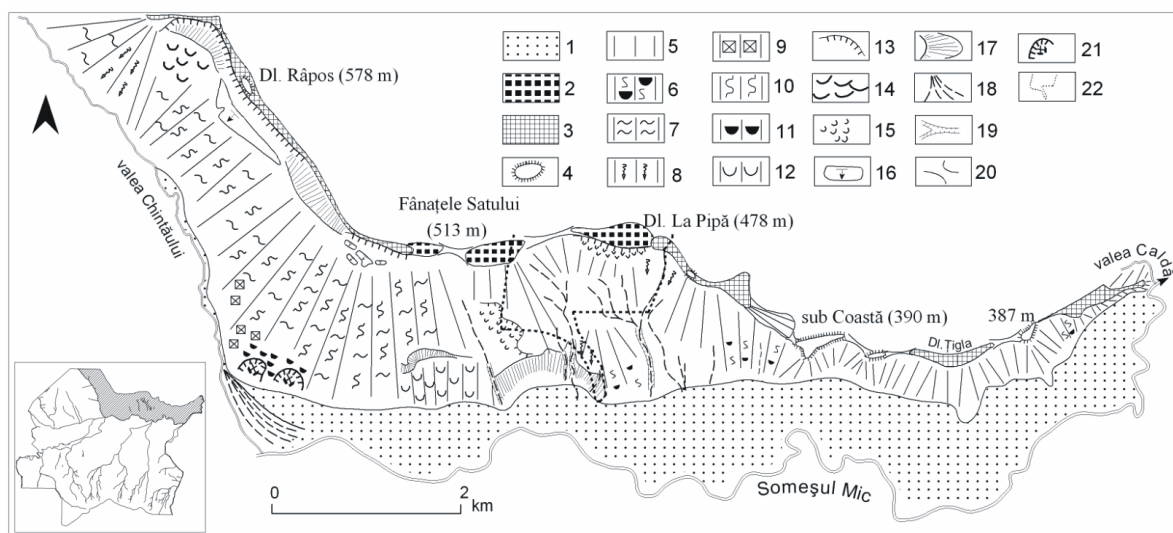 1
2
3
4
5
6
7
8
9
10
11
12
13
14
15
16
17
18
19
20
21
22
Dl. Râpos (578 m)
valea Chintăului
Fânațele Satului
(513 m)
Dl. La Pipă (478 m)
sub Coastă (390 m)
Dl. Țigla
387 m
valea Caldă
Someșul Mic
0
2
km